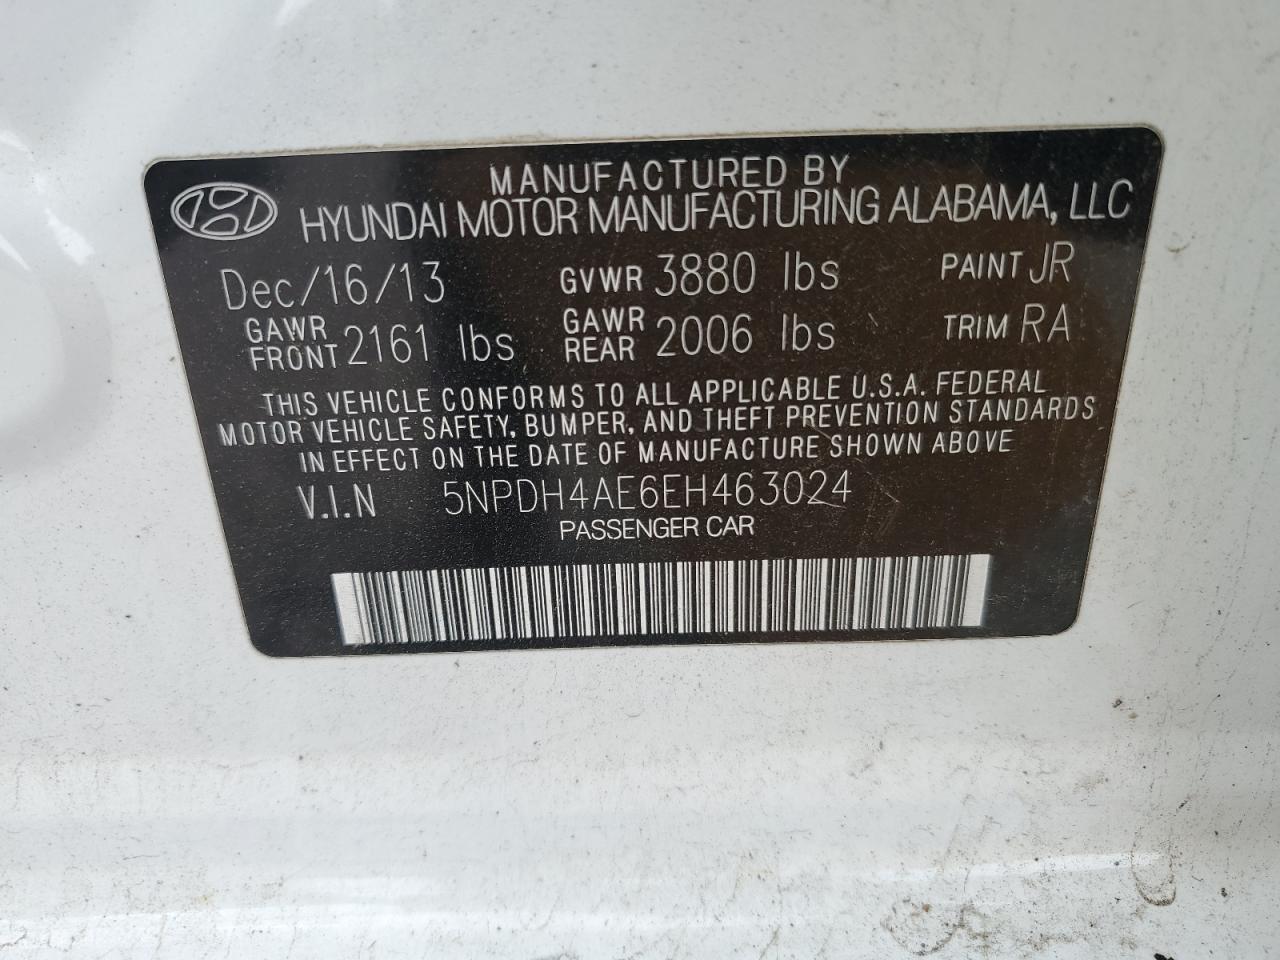 MANUFACTURED BY
HYUNDAI MOTOR MANUFACTURING ALABAMA, LLC
Dec/16/13 GVWR 3880 lbs PAINT JR
GAWR FRONT 2161 lbs GAWR REAR 2006 lbs TRIM RA
THIS VEHICLE CONFORMS TO ALL APPLICABLE U.S.A. FEDERAL
MOTOR VEHICLE SAFETY, BUMPER, AND THEFT PREVENTION STANDARDS
IN EFFECT ON THE DATE OF MANUFACTURE SHOWN ABOVE
V.I.N 5NPDH4AE6EH463024
PASSENGER CAR